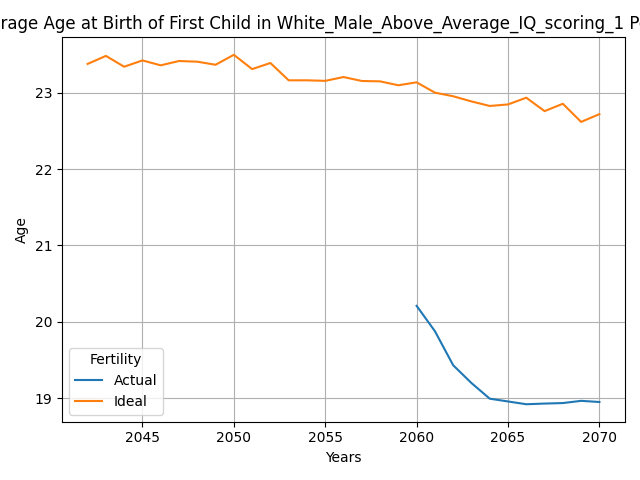 rage Age at Birth of First Child in White_Male_Above_Average_IQ_scoring_1 P
Age
23
22
21
20
19
Fertility
Actual
Ideal
2045 2050 2055 2060 2065 2070
Years